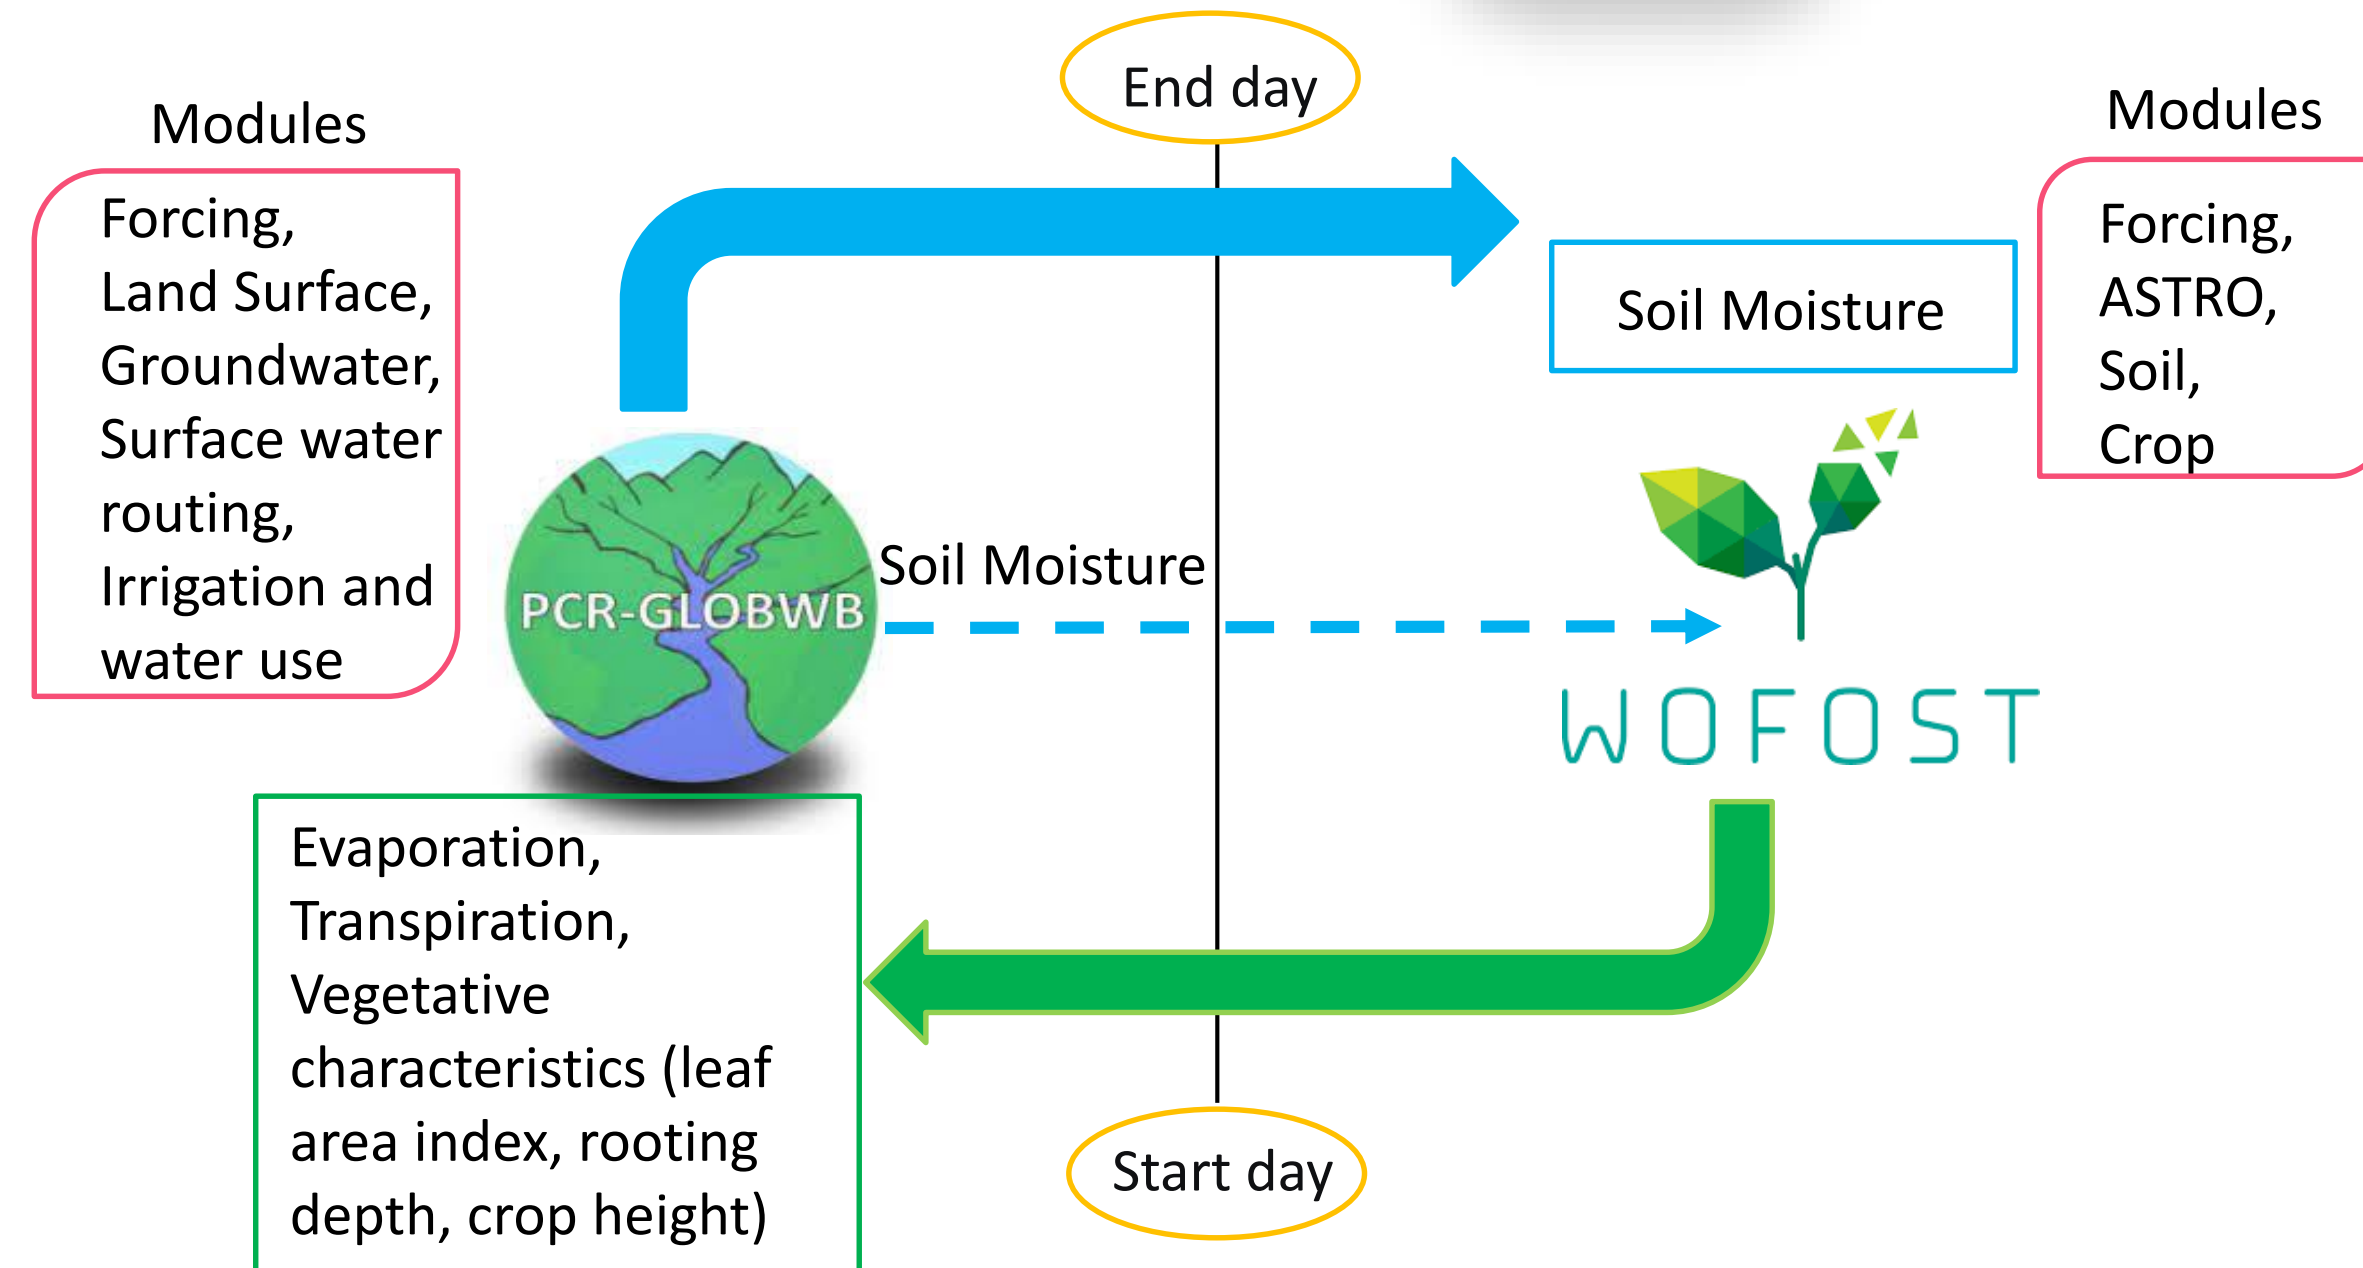 End day
Modules
Forcing,
Land Surface,
Groundwater,
Surface water
routing,
Irrigation and
water use
Modules
Forcing,
ASTRO,
Soil,
Crop
Soil Moisture
Soil Moisture
PCR-GLOBWB
WOFOST
Evaporation,
Transpiration,
Vegetative
characteristics (leaf
area index, rooting
depth, crop height)
Start day